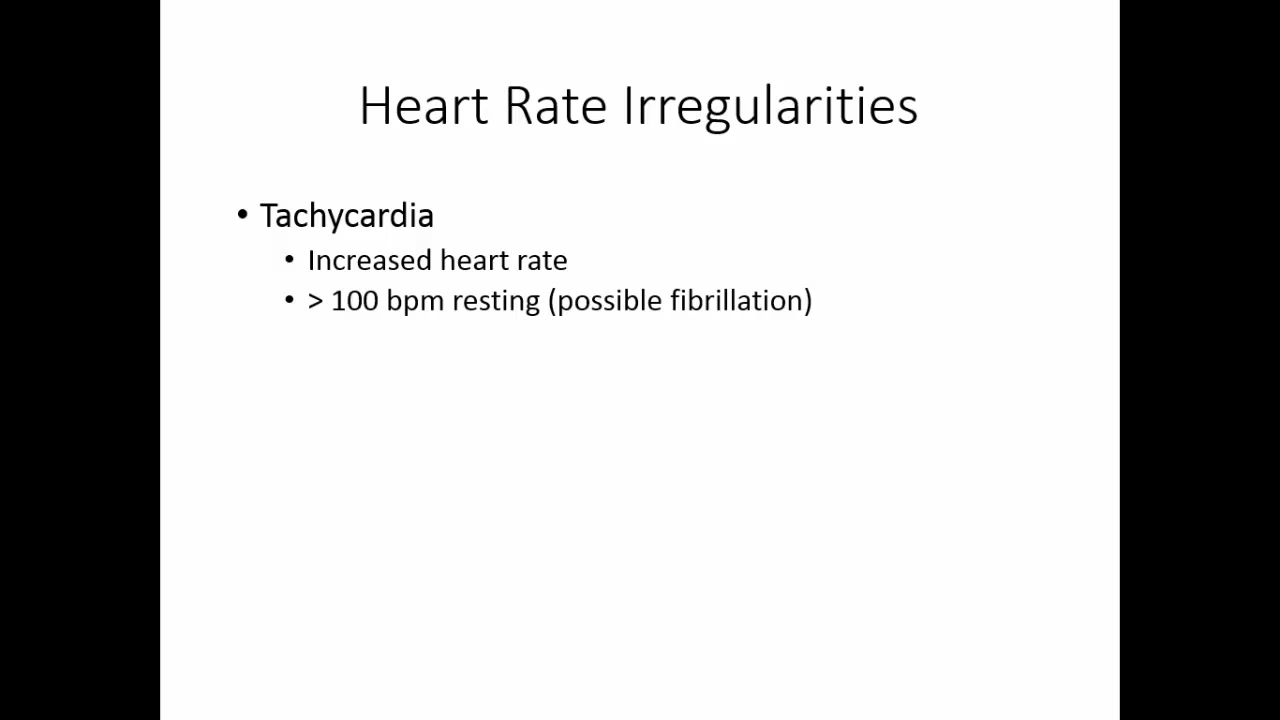 Heart Rate Irregularities
• Tachycardia
• Increased heart rate
• > 100 bpm resting (possible fibrillation)